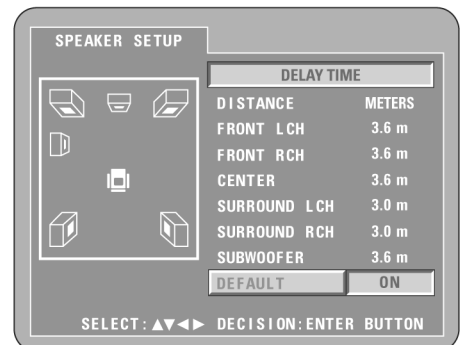 SPEAKER SETUP
DELAY TIME
DISTANCE METERS
FRONT LCH 3.6 m
FRONT RCH 3.6 m
CENTER 3.6 m
SURROUND LCH 3.0 m
SURROUND RCH 3.0 m
SUBWOOFER 3.6 m
DEFAULT ON
SELECT:▲▼◀▶ DECISION:ENTER BUTTON